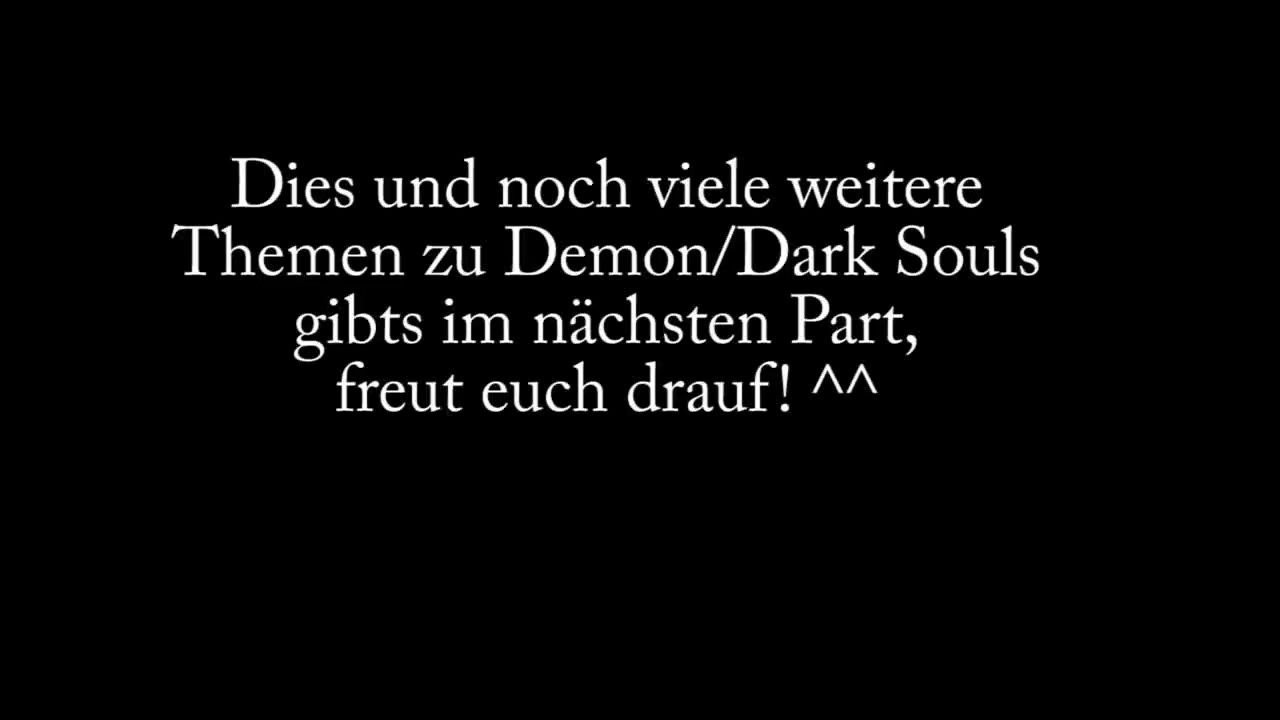 Dies und noch viele weitere
Themen zu Demon/Dark Souls
gibts im nächsten Part,
freut euch drauf! ^^